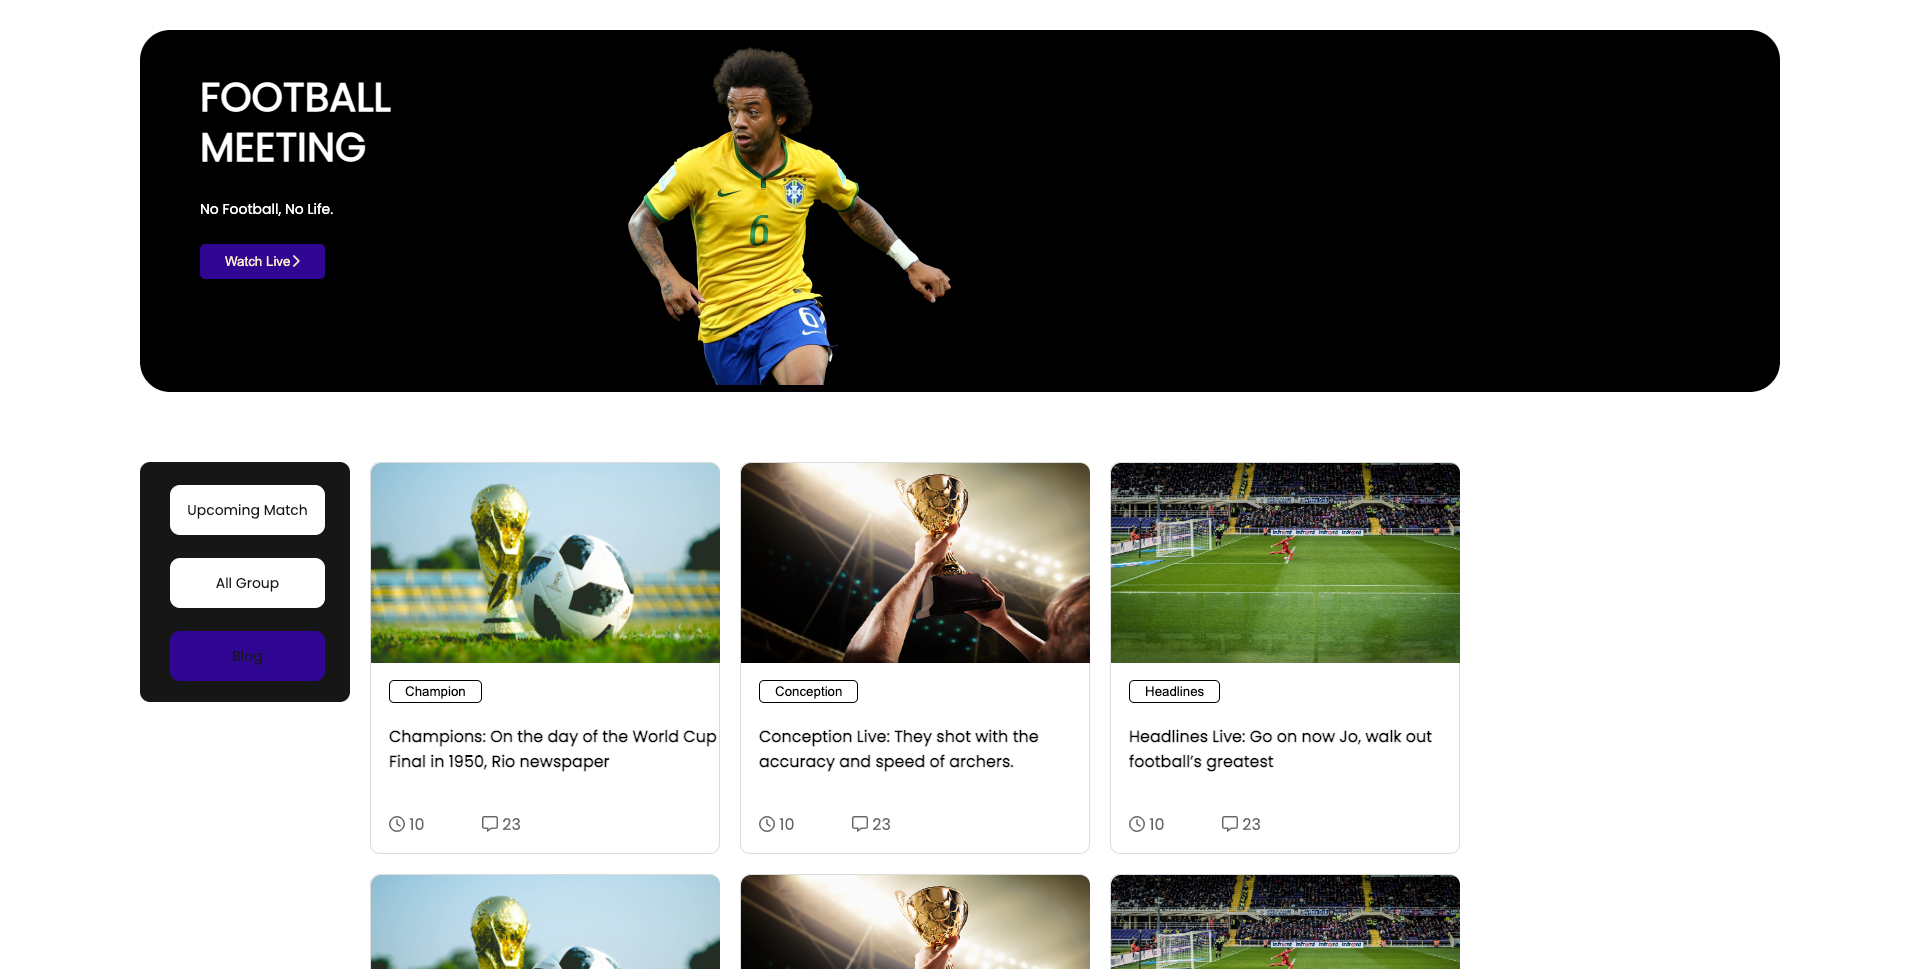 FOOTBALL
MEETING
No Football, No Life.
Watch Live
6
6
Upcoming Match
All Group
Blog
Champion
Champions: On the day of the World Cup
Final in 1950, Rio newspaper
10 23
Conception
Conception Live: They shot with the
accuracy and speed of archers.
10 23
Headlines
Headlines Live: Go on now Jo, walk out
football’s greatest
10 23